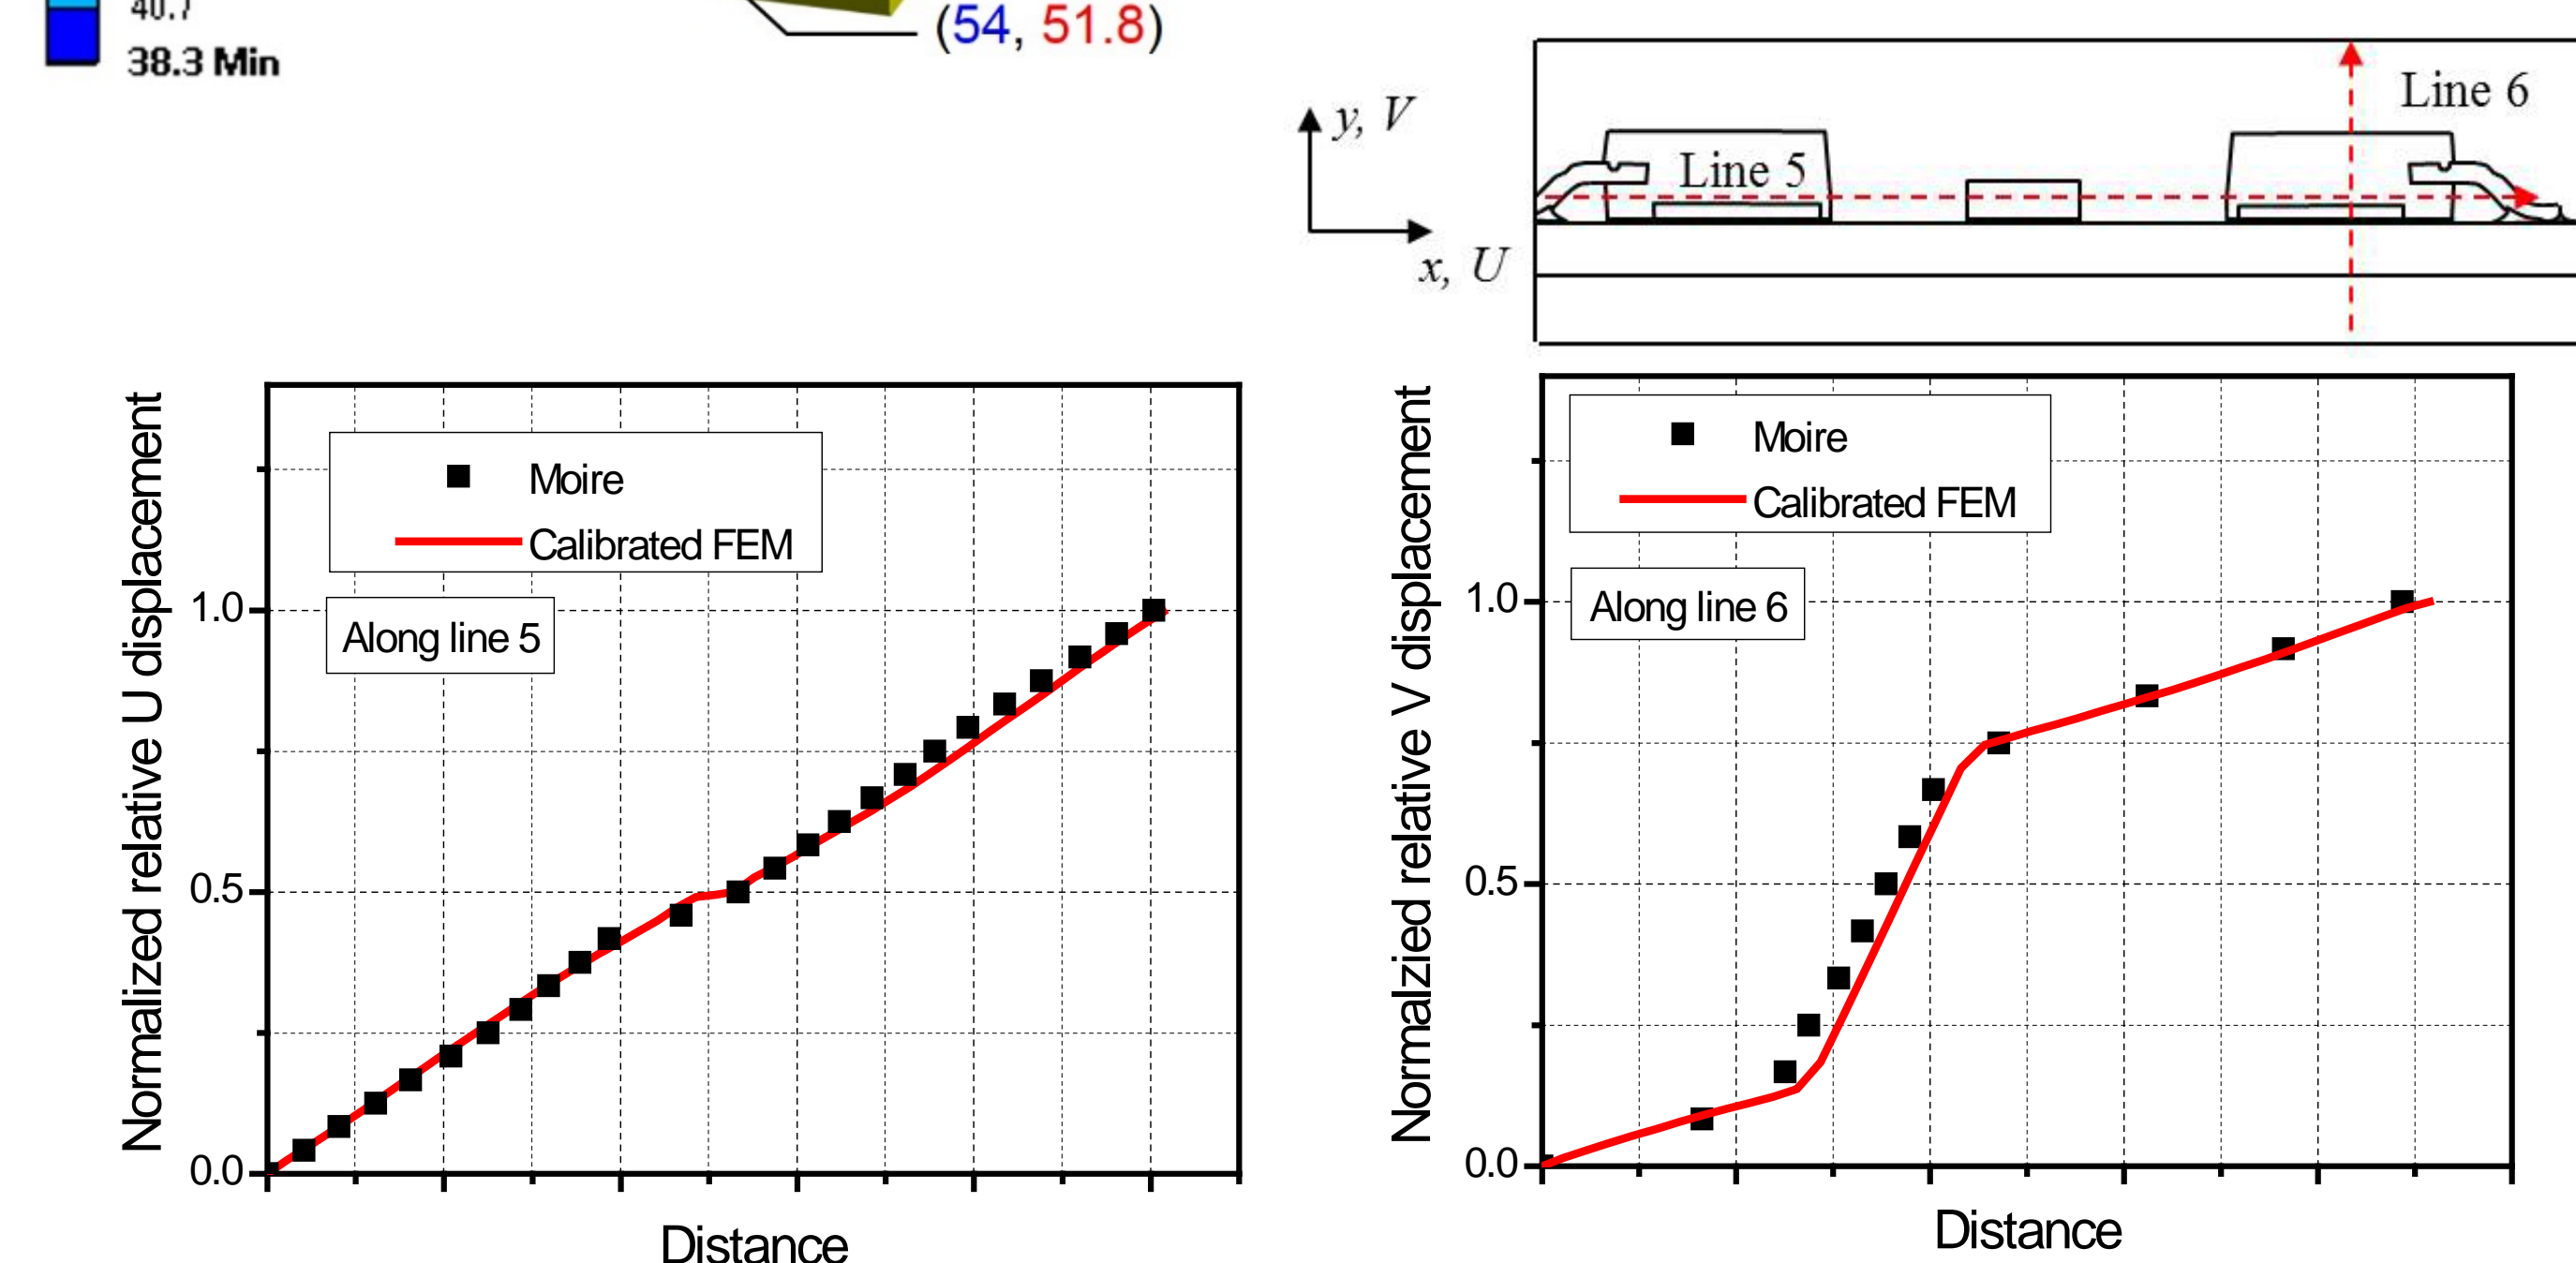 40.7
38.3 Min
(54, 51.8)
y, V
x, U
Line 5
Line 6
Normalized relative U displacement
Moire
Calibrated FEM
Along line 5
1.0
0.5
0.0
Distance
Normalzied relative V displacement
Moire
Calibrated FEM
Along line 6
1.0
0.5
0.0
Distance